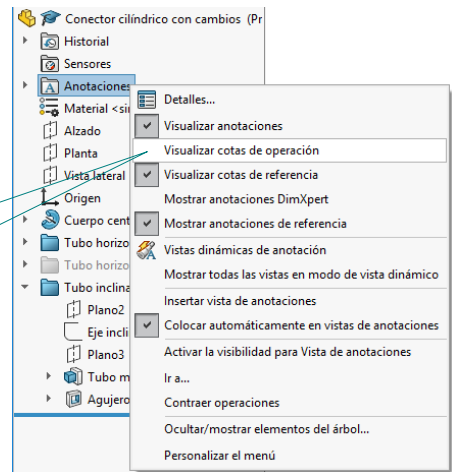 Conector cilíndrico con cambios (Pr
Historial
Sensores
Anotaciones
Material <si
Alzado
Planta
Vista lateral
Origen
Cuerpo cent
Tubo horizo
Tubo horizo
Tubo inclina
Plano2
Eje incli
Plano3
Tubo m
Agujero
Detalles...
Visualizar anotaciones
Visualizar cotas de operación
Visualizar cotas de referencia
Mostrar anotaciones DimXpert
Mostrar anotaciones de referencia
Vistas dinámicas de anotación
Mostrar todas las vistas en modo de vista dinámico
Insertar vista de anotaciones
Colocar automáticamente en vistas de anotaciones
Activar la visibilidad para Vista de anotaciones
Ir a...
Contraer operaciones
Ocultar/mostrar elementos del árbol...
Personalizar el menú